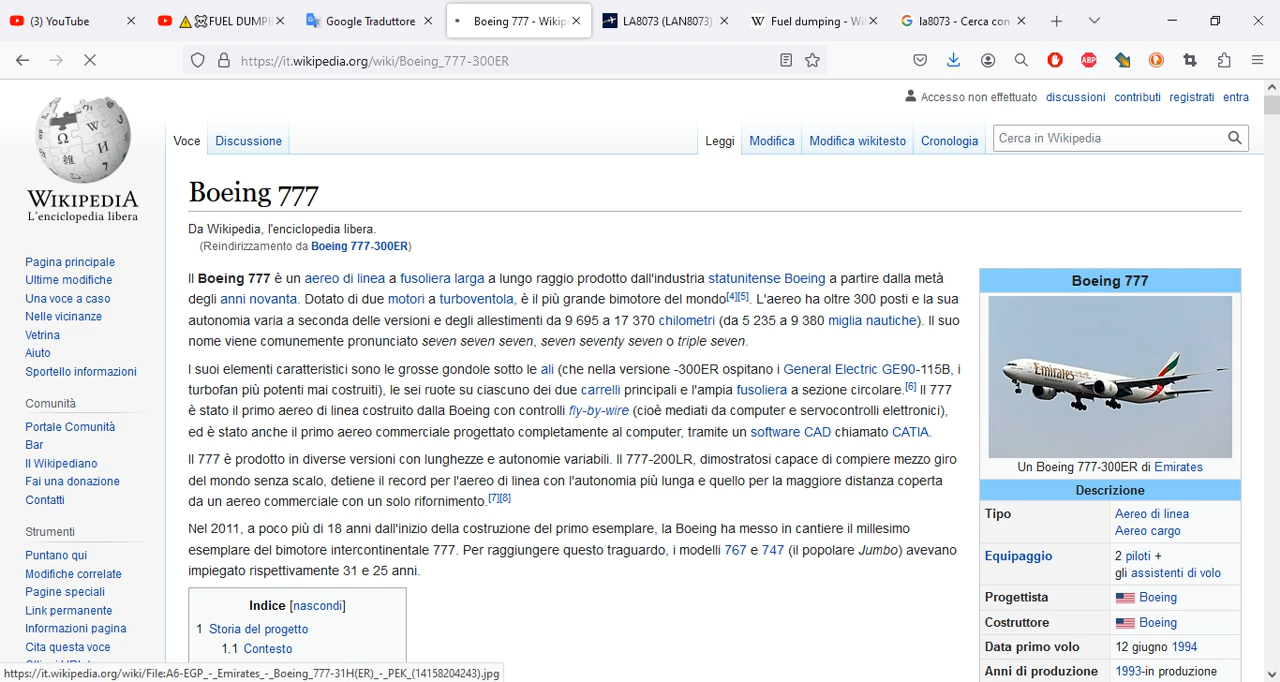 (3) YouTube
FUEL DUMPI
Google Traduttore
Boeing 777 - Wikip
LA8073 (LAN8073)
Fuel dumping - Wi
la8073 - Cerca con
https://it.wikipedia.org/wiki/Boeing_777-300ER
ABP
Accesso non effettuato discussioni contributi registrati entra
Voce Discussione Leggi Modifica Modifica wikitesto Cronologia Cerca in Wikipedia
WIKIPEDIA
L'enciclopedia libera
Pagina principale
Ultime modifiche
Una voce a caso
Nelle vicinanze
Vetrina
Aiuto
Sportello informazioni
Comunità
Portale Comunità
Bar
Il Wikipediano
Fai una donazione
Contatti
Strumenti
Puntano qui
Modifiche correlate
Pagine speciali
Link permanente
Informazioni pagina
Cita questa voce
Boeing 777
Da Wikipedia, l'enciclopedia libera.
(Reindirizzamento da Boeing 777-300ER)
Il Boeing 777 è un aereo di linea a fusoliera larga a lungo raggio prodotto dall'industria statunitense Boeing a partire dalla metà
degli anni novanta. Dotato di due motori a turboventola, è il più grande bimotore del mondo[4][5]. L'aereo ha oltre 300 posti e la sua
autonomia varia a seconda delle versioni e degli allestimenti da 9 695 a 17 370 chilometri (da 5 235 a 9 380 miglia nautiche). Il suo
nome viene comunemente pronunciato seven seven seven, seven seventy seven o triple seven.
I suoi elementi caratteristici sono le grosse gondole sotto le ali (che nella versione -300ER ospitano i General Electric GE90-115B, i
turbofan più potenti mai costruiti), le sei ruote su ciascuno dei due carrelli principali e l'ampia fusoliera a sezione circolare.[6] Il 777
è stato il primo aereo di linea costruito dalla Boeing con controlli fly-by-wire (cioè mediati da computer e servocontrolli elettronici),
ed è stato anche il primo aereo commerciale progettato completamente al computer, tramite un software CAD chiamato CATIA.
Il 777 è prodotto in diverse versioni con lunghezze e autonomie variabili. Il 777-200LR, dimostratosi capace di compiere mezzo giro
del mondo senza scalo, detiene il record per l'aereo di linea con l'autonomia più lunga e quello per la maggiore distanza coperta
da un aereo commerciale con un solo rifornimento.[7][8]
Nel 2011, a poco più di 18 anni dall'inizio della costruzione del primo esemplare, la Boeing ha messo in cantiere il millesimo
esemplare del bimotore intercontinentale 777. Per raggiungere questo traguardo, i modelli 767 e 747 (il popolare Jumbo) avevano
impiegato rispettivamente 31 e 25 anni.
Indice [nascondi]
1 Storia del progetto
1.1 Contesto
Boeing 777
Emirates
Un Boeing 777-300ER di Emirates
Descrizione
Tipo Aereo di linea
Aereo cargo
Equipaggio 2 piloti +
gli assistenti di volo
Progettista Boeing
Costruttore Boeing
Data primo volo 12 giugno 1994
Anni di produzione 1993-in produzione
https://it.wikipedia.org/wiki/File:A6-EGP_-_Emirates_-_Boeing_777-31H(ER)_-_PEK_(14158204243).jpg